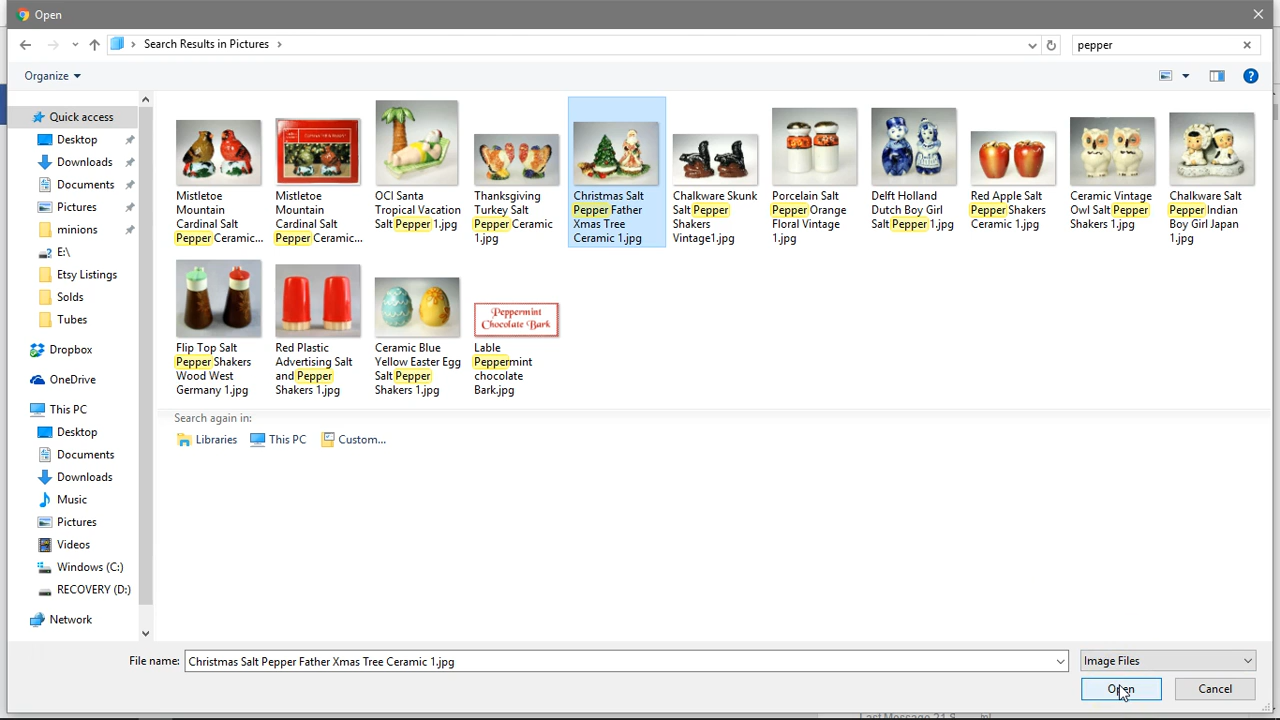 Open
Search Results in Pictures
pepper
Organize
Quick access
Desktop
Downloads
Documents
Pictures
minions
E:\
Etsy Listings
Solds
Tubes
Dropbox
OneDrive
This PC
Desktop
Documents
Downloads
Music
Pictures
Videos
Windows (C:)
RECOVERY (D:)
Network
Mistletoe
Mountain
Cardinal Salt
Pepper Ceramic...
Mistletoe
Mountain
Cardinal Salt
Pepper Ceramic...
OCI Santa
Tropical Vacation
Salt Pepper 1.jpg
Thanksgiving
Turkey Salt
Pepper Ceramic
1.jpg
Christmas Salt
Pepper Father
Xmas Tree
Ceramic 1.jpg
Chalkware Skunk
Salt Pepper
Shakers
Vintage1.jpg
Porcelain Salt
Pepper Orange
Floral Vintage
1.jpg
Delft Holland
Dutch Boy Girl
Salt Pepper 1.jpg
Red Apple Salt
Pepper Shakers
Ceramic 1.jpg
Ceramic Vintage
Owl Salt Pepper
Shakers 1.jpg
Chalkware Salt
Pepper Indian
Boy Girl Japan
1.jpg
Flip Top Salt
Pepper Shakers
Wood West
Germany 1.jpg
Red Plastic
Advertising Salt
and Pepper
Shakers 1.jpg
Ceramic Blue
Yellow Easter Egg
Salt Pepper
Shakers 1.jpg
Peppermint
Chocolate Bark
Lable
Peppermint
chocolate
Bark.jpg
Search again in:
Libraries
This PC
Custom...
File name:
Christmas Salt Pepper Father Xmas Tree Ceramic 1.jpg
Image Files
Open
Cancel